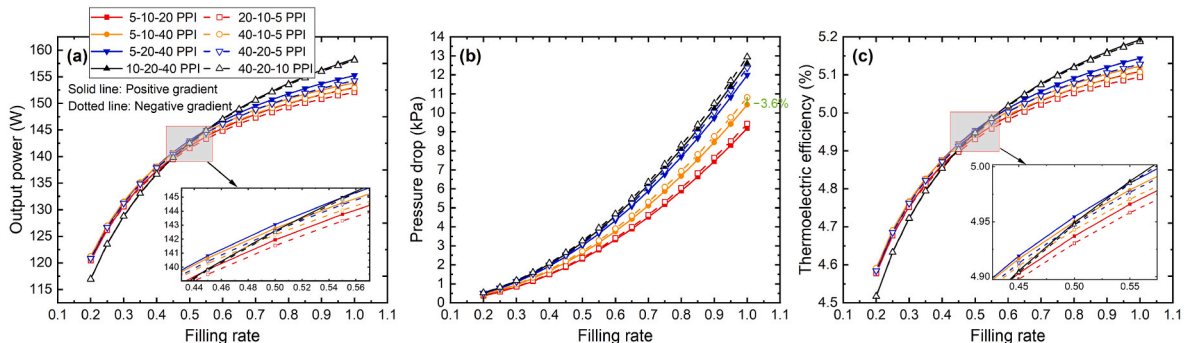 5-10-20 PPI 20-10-5 PPI
5-10-40 PPI 40-10-5 PPI
5-20-40 PPI 40-20-5 PPI
10-20-40 PPI 40-20-10 PPI
Solid line: Positive gradient
Dotted line: Negative gradient
(a)
Output power (W)
160
155
150
145
140
135
130
125
120
115
145
144
143
142
141
140
0.44 0.46 0.48 0.50 0.52 0.54 0.56
0.1 0.2 0.3 0.4 0.5 0.6 0.7 0.8 0.9 1.0 1.1
Filling rate
(b)
Pressure drop (kPa)
14
13
12
11
10
9
8
7
6
5
4
3
2
1
0
−3.6%
0.1 0.2 0.3 0.4 0.5 0.6 0.7 0.8 0.9 1.0 1.1
Filling rate
(c)
Thermoelectric efficiency (%)
5.2
5.1
5.0
4.9
4.8
4.7
4.6
4.5
5.00
4.95
4.90
0.45 0.50 0.55
0.1 0.2 0.3 0.4 0.5 0.6 0.7 0.8 0.9 1.0 1.1
Filling rate